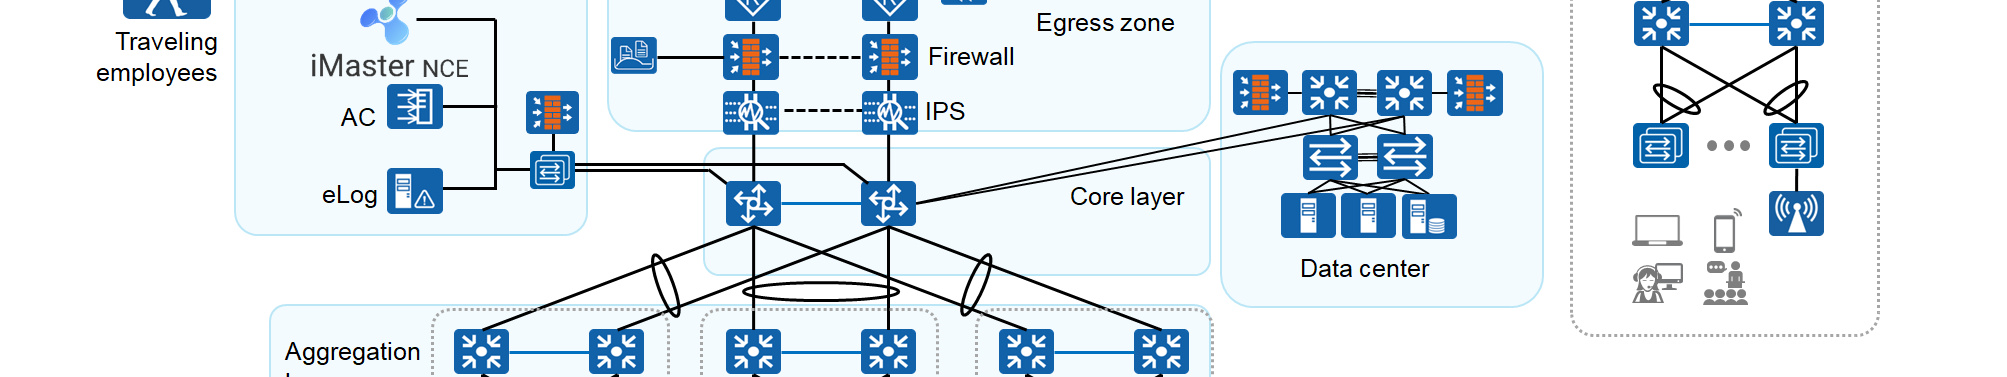 Traveling
employees
iMaster NCE
AC
eLog
Egress zone
Firewall
IPS
Core layer
Data center
Aggregation